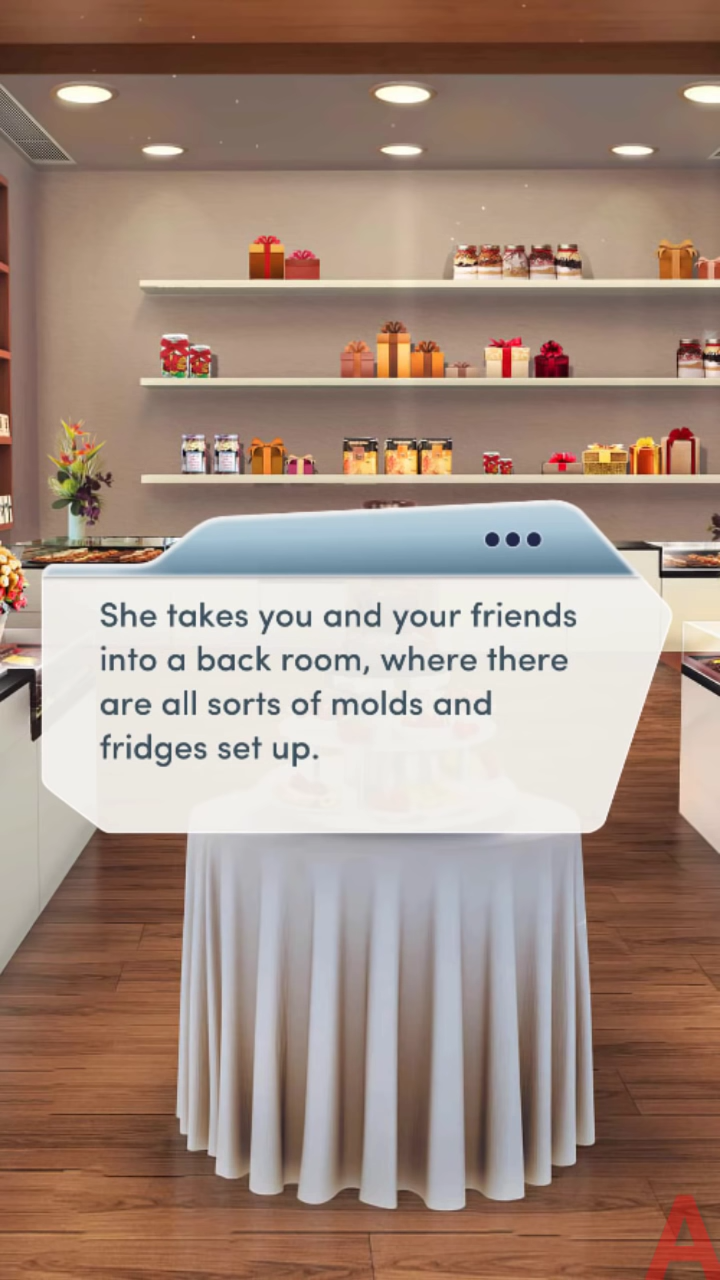 She takes you and your friends
into a back room, where there
are all sorts of molds and
fridges set up.
A